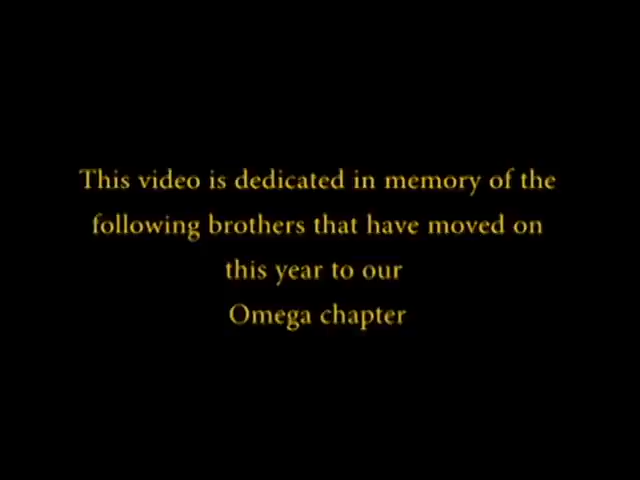 This video is dedicated in memory of the
following brothers that have moved on
this year to our
Omega chapter